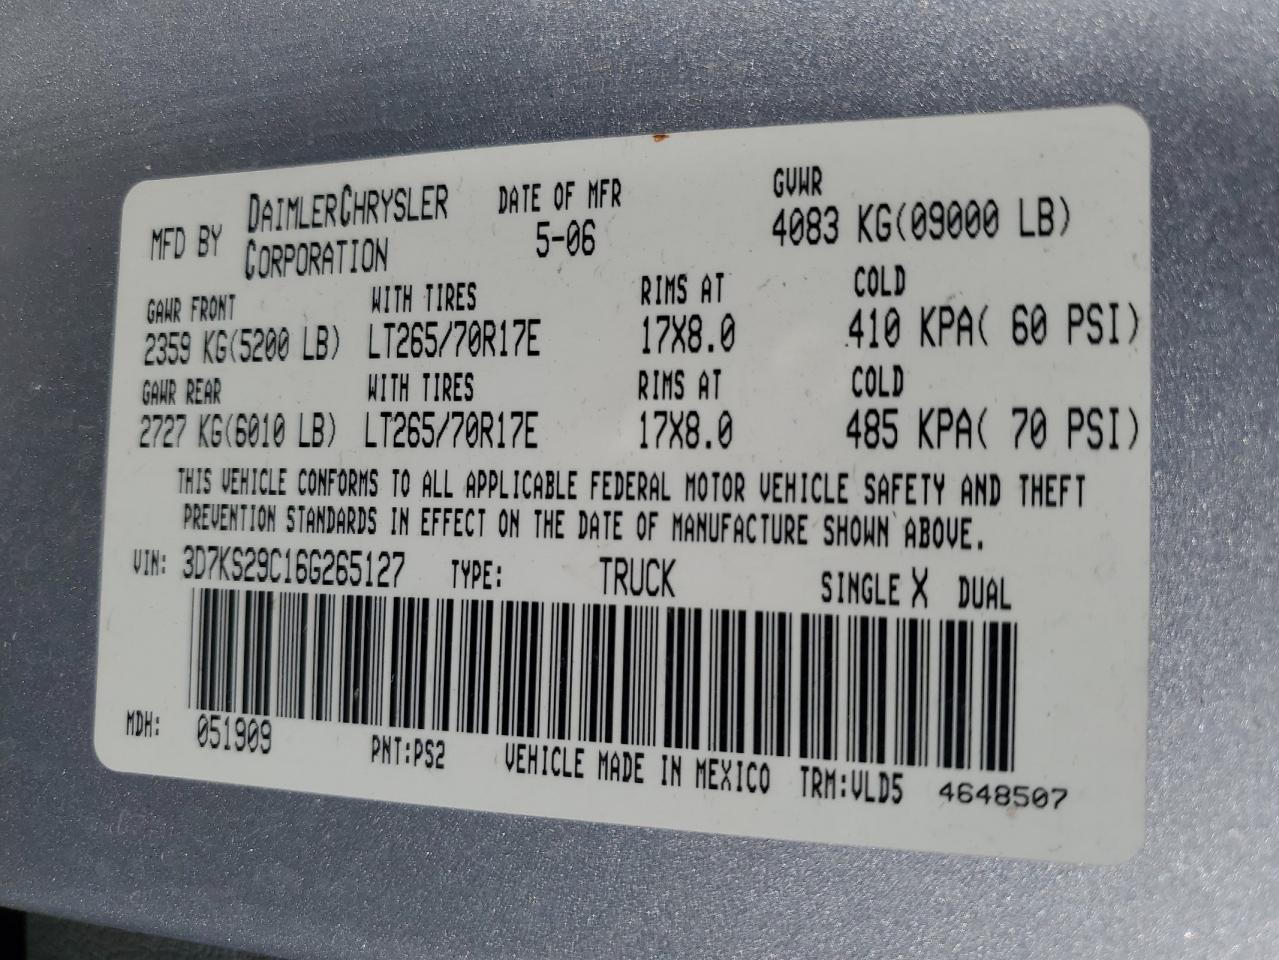 MFD BY DAIMLERCHRYSLER CORPORATION DATE OF MFR 5-06 GVWR 4083 KG(09000 LB)
GAWR FRONT WITH TIRES RIMS AT COLD
2359 KG(5200 LB) LT265/70R17E 17X8.0 410 KPA( 60 PSI)
GAWR REAR WITH TIRES RIMS AT COLD
2727 KG(6010 LB) LT265/70R17E 17X8.0 485 KPA( 70 PSI)
THIS VEHICLE CONFORMS TO ALL APPLICABLE FEDERAL MOTOR VEHICLE SAFETY AND THEFT
PREVENTION STANDARDS IN EFFECT ON THE DATE OF MANUFACTURE SHOWN ABOVE.
VIN: 3D7KS29C16G265127 TYPE: TRUCK SINGLE X DUAL
MDH: 051909 PNT:PS2 VEHICLE MADE IN MEXICO TRM:VLD5 4648507